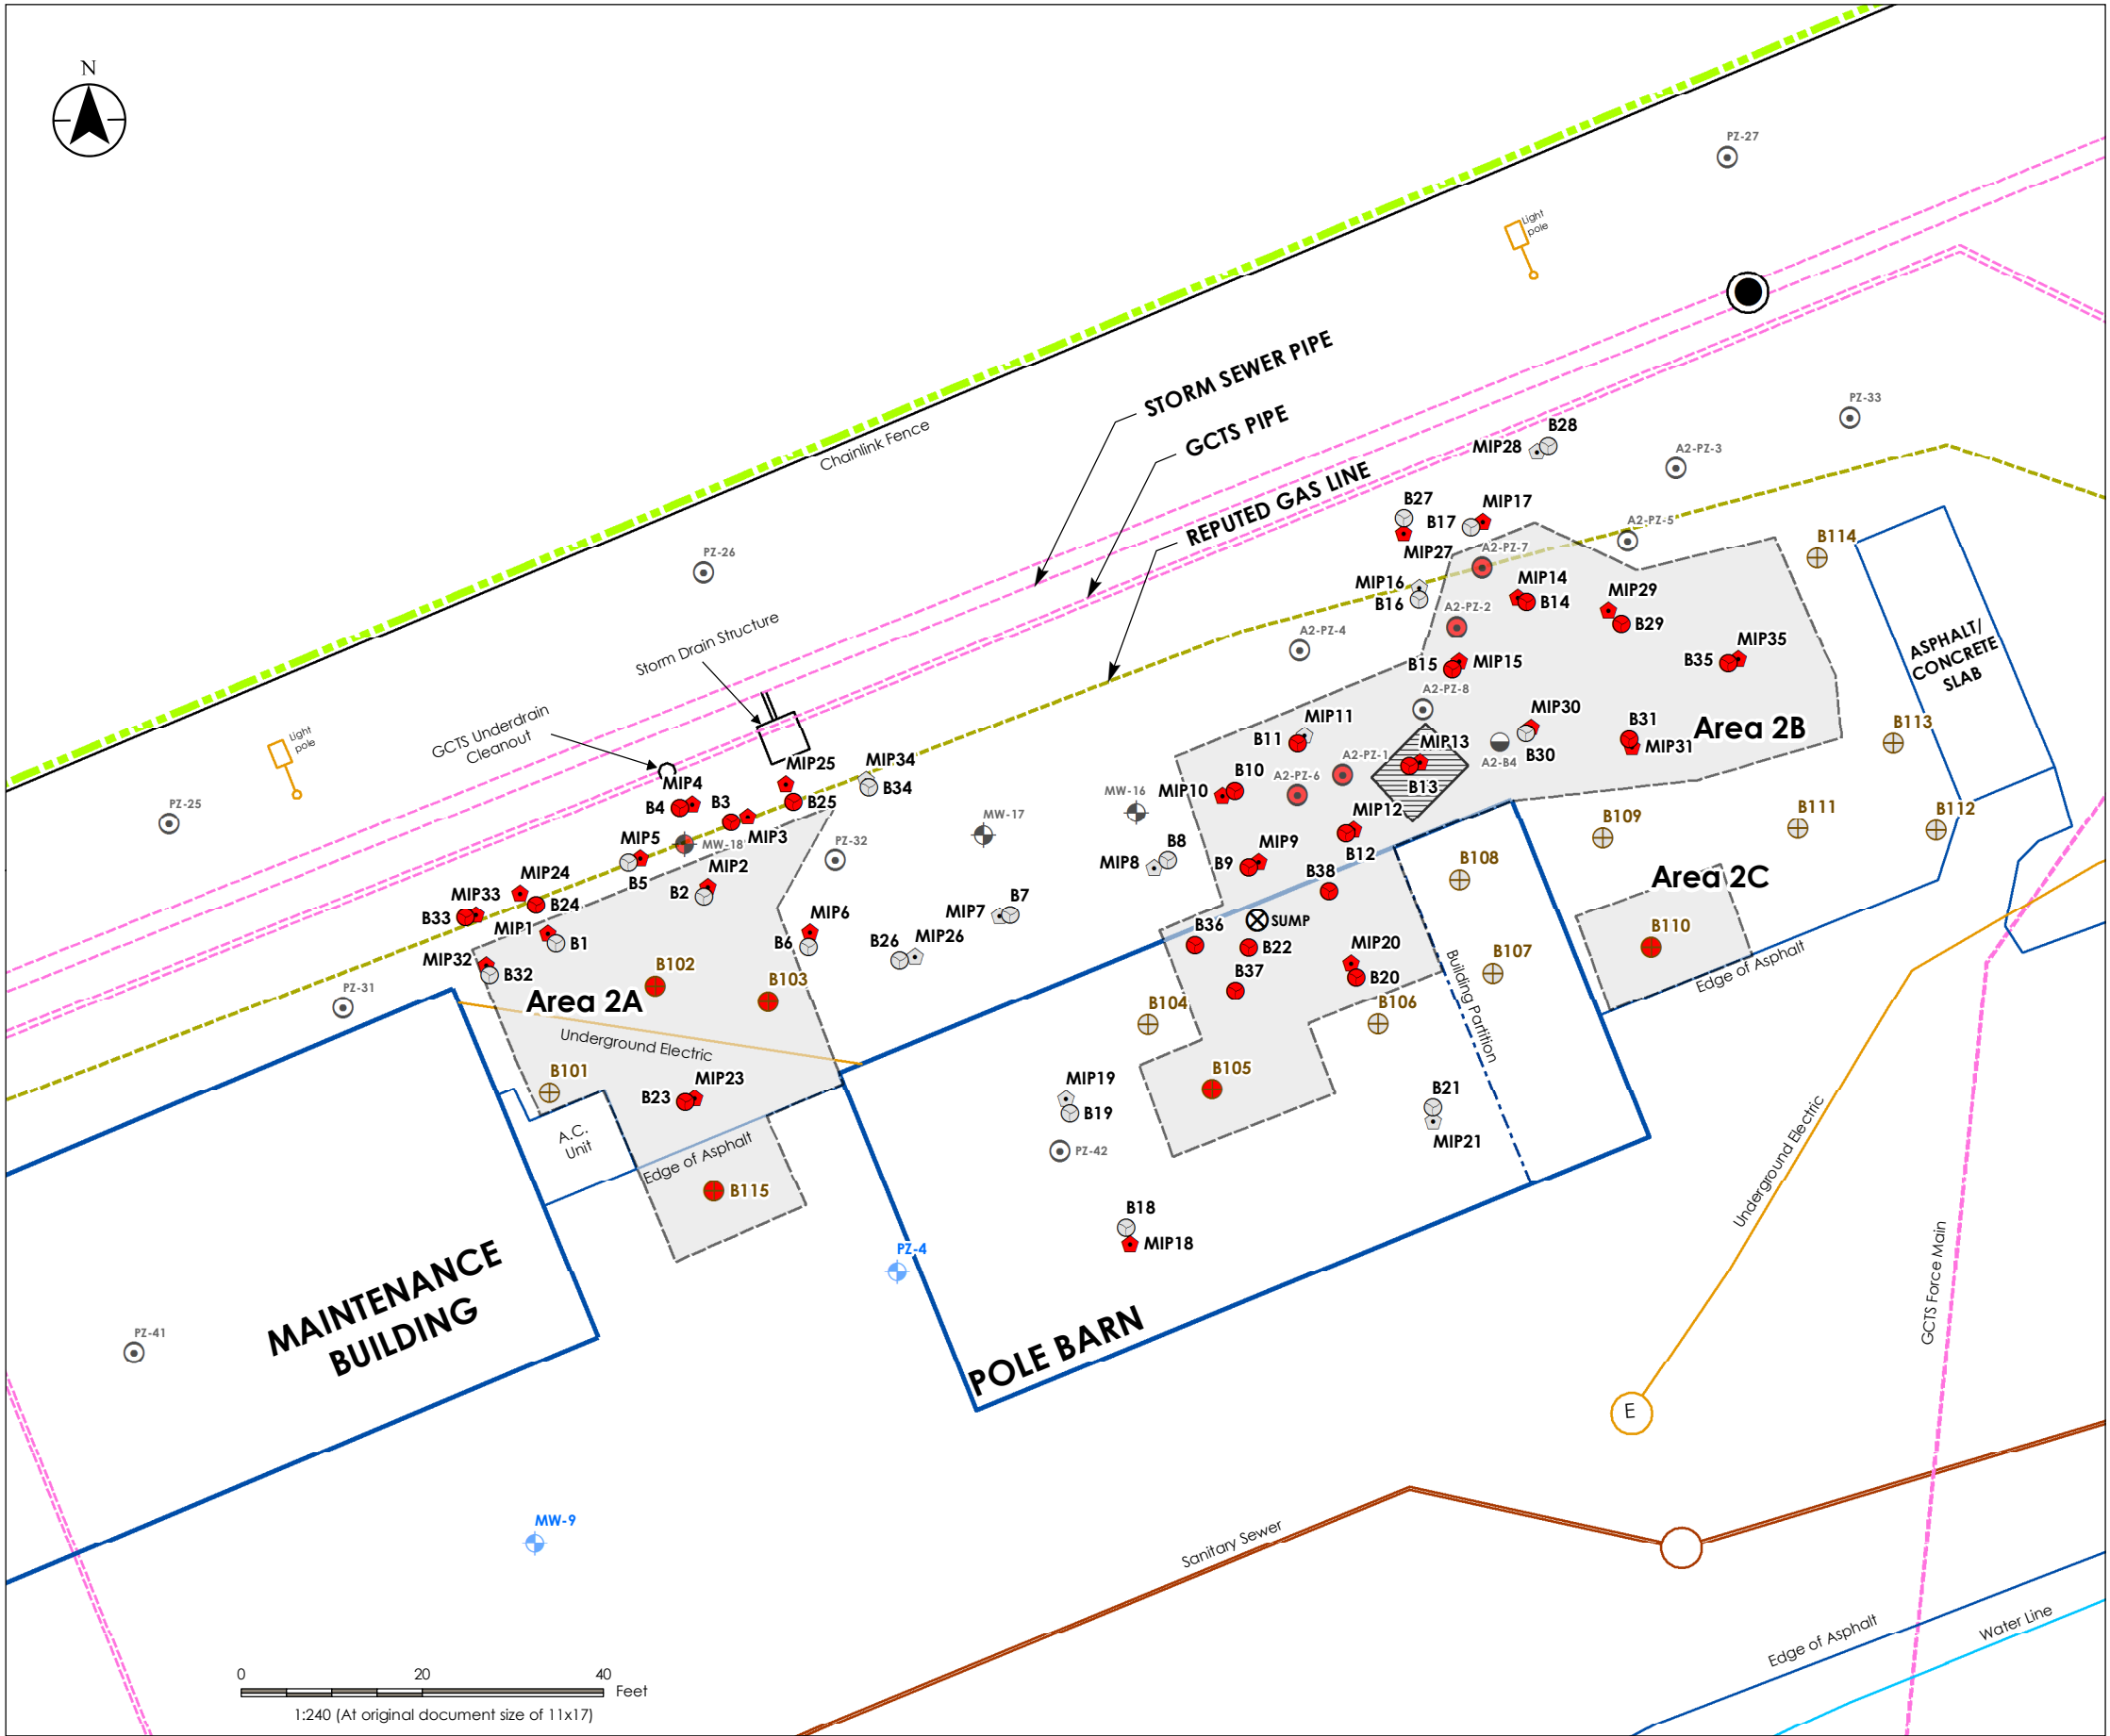 N
PZ-27
Light
pole
STORM SEWER PIPE
GCTS PIPE
REPUTED GAS LINE
Chainlink Fence
PZ-33
B28
MIP28
A2-PZ-3
B27
MIP17
B17
A2-PZ-5
MIP27
A2-PZ-7
B114
PZ-26
MIP16
B16
MIP14
B14
MIP29
B29
A2-PZ-2
A2-PZ-4
B15
MIP15
MIP35
B35
ASPHALT/
CONCRETE
SLAB
Storm Drain Structure
A2-PZ-8
GCTS Underdrain
Cleanout
Light
pole
MIP11
B11
MIP30
B30
B31
MIP31
Area 2B
B113
MIP13
B13
A2-PZ-1
A2-B4
MIP34
B34
MIP25
B25
MIP4
B4
B3
MIP3
B10
MIP10
A2-PZ-6
MW-16
MW-17
PZ-25
MIP12
B12
B109
B111
B112
MIP5
B5
MW-18
PZ-32
MIP2
B2
B8
MIP8
MIP9
B9
B38
B108
Area 2C
MIP24
B24
MIP33
B33
MIP1
B1
MIP6
B6
B26
MIP26
MIP7
B7
B36
SUMP
B22
B110
MIP32
B32
B102
B103
B37
MIP20
B20
B107
Edge of Asphalt
PZ-31
Area 2A
B104
B106
Building Partition
Underground Electric
B101
MIP23
B23
B105
MIP19
B19
B21
MIP21
A.C.
Unit
Edge of Asphalt
PZ-42
B115
B18
MIP18
Underground Electric
PZ-4
GCTS Force Main
MAINTENANCE
BUILDING
PZ-41
POLE BARN
E
MW-9
Sanitary Sewer
Edge of Asphalt
Water Line
0 20 40
Feet
1:240 (At original document size of 11x17)